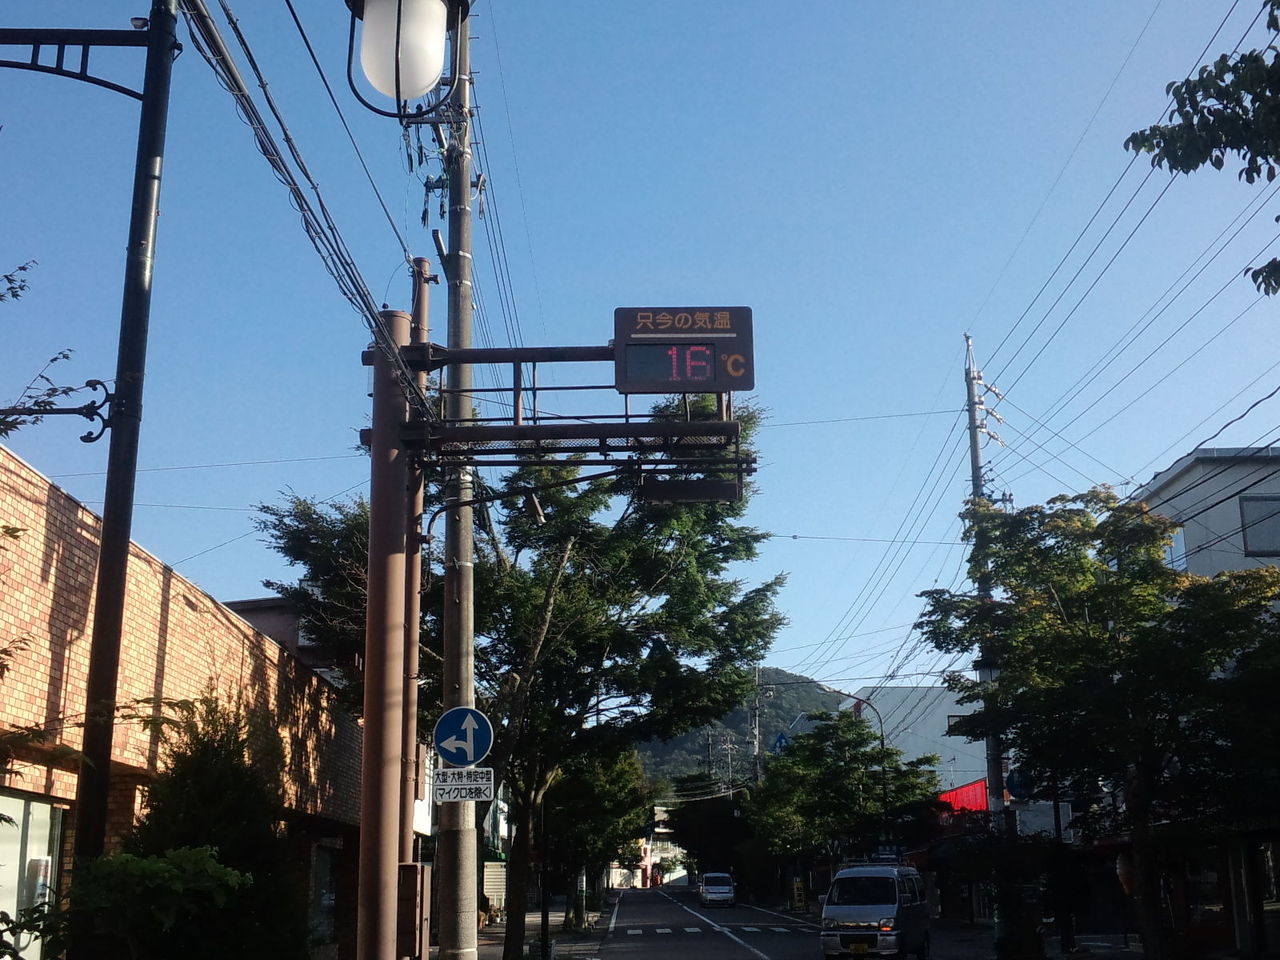 只今の気温
16 ℃
大型・大特・特定中型
(マイクロを除く)